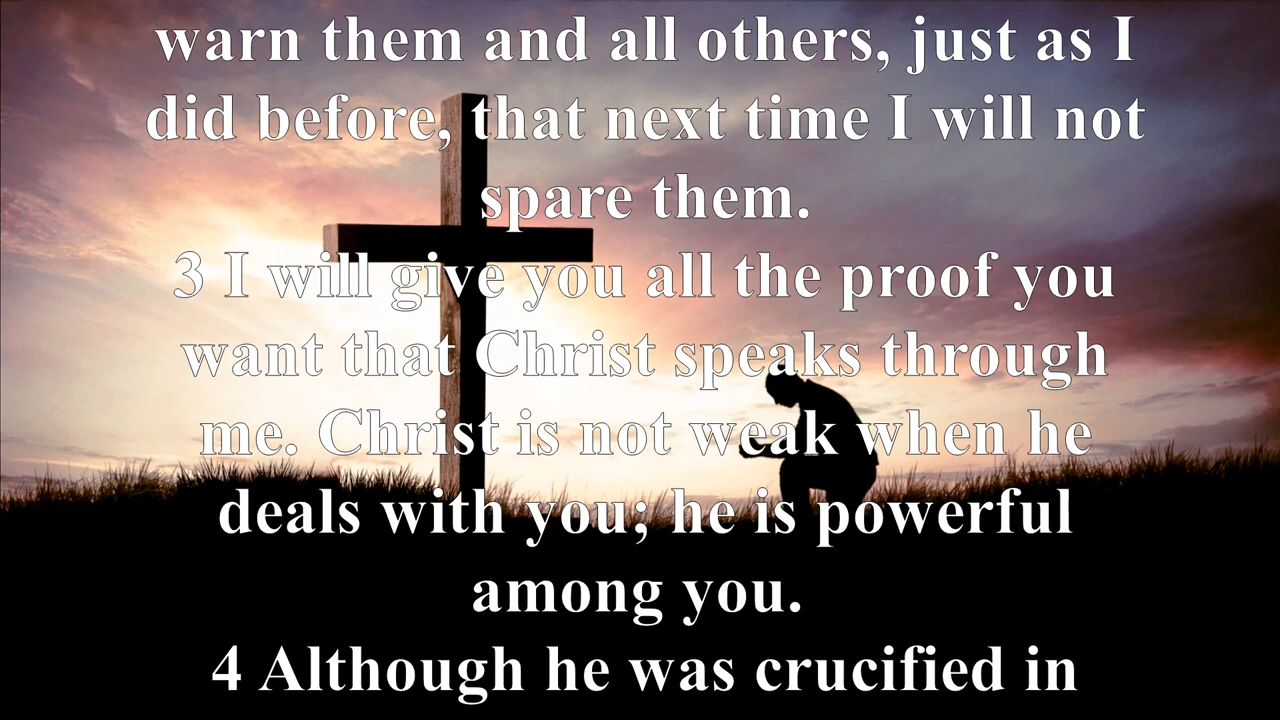 warn them and all others, just as I
did before, that next time I will not
spare them.
3 I will give you all the proof you
want that Christ speaks through
me. Christ is not weak when he
deals with you; he is powerful
among you.
4 Although he was crucified in